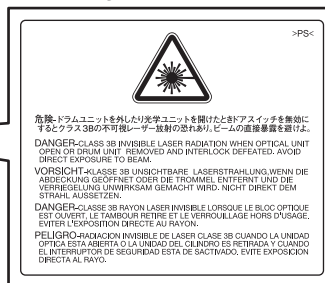 >PS<
危険-ドラムユニットを外したり光学ユニットを開けたときドアスイッチを無効に
するとクラス3Bの不可視レーザー放射の恐れあり。ビームの直接暴露を避けよ。
DANGER-CLASS 3B INVISIBLE LASER RADIATION WHEN OPTICAL UNIT
OPEN OR DRUM UNIT REMOVED AND INTERLOCK DEFEATED. AVOID
DIRECT EXPOSURE TO BEAM.
VORSICHT-KLASSE 3B UNSICHTBARE LASERSTRAHLUNG,WENN DIE
ABDECKUNG GEÖFFNET ODER DIE TROMMEL ENTFERNT UND DIE
VERRIEGELUNG UNWIRKSAM GEMACHT WIRD. NICHT DIREKT DEM
STRAHL AUSSETZEN.
DANGER-CLASSE 3B RAYON LASER INVISIBLE LORSQUE LE BLOC OPTIQUE
EST OUVERT, LE TAMBOUR RETIRE ET LE VERROUILLAGE HORS D'USAGE.
EVITER L'EXPOSITION DIRECTE AU RAYON.
PELIGRO-RADIACION INVISIBLE DE LASER CLASE 3B CUANDO LA UNIDAD
OPTICA ESTA ABIERTA O LA UNIDAD DEL CILINDRO ES RETIRADA Y CUANDO
EL INTERRUPTOR DE SEGURIDAD ESTA DE SACTIVADO, EVITE EXPOSICION
DIRECTA AL RAYO.